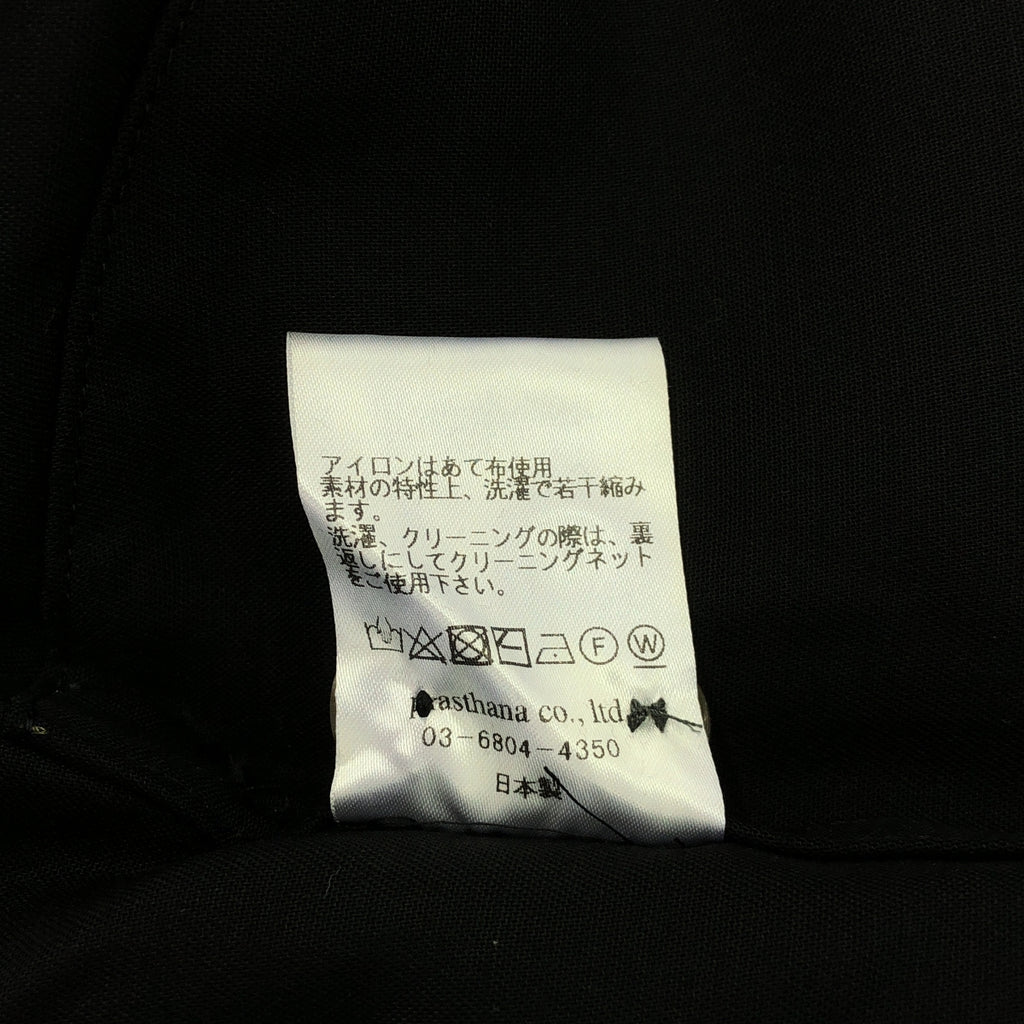 アイロンはあて布使用
素材の特性上、洗濯で若干縮み
ます。
洗濯、クリーニングの際は、裏
返しにしてクリーニングネット
をご使用下さい。
F W
prasthana co., ltd
03-6804-4350
日本製